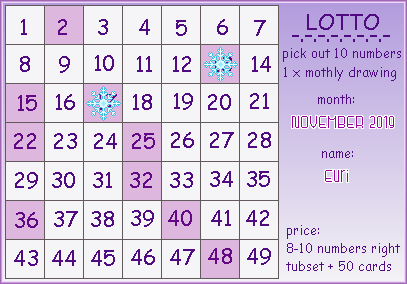 1 2 3 4 5 6 7
8 9 10 11 12 14
15 16 18 19 20 21
22 23 24 25 26 27 28
29 30 31 32 33 34 35
36 37 38 39 40 41 42
43 44 45 46 47 48 49
LOTTO
pick out 10 numbers
1 x mothly drawing
month:
NOVEMBER 2019
name:
Euri
price:
8-10 numbers right
tubset + 50 cards